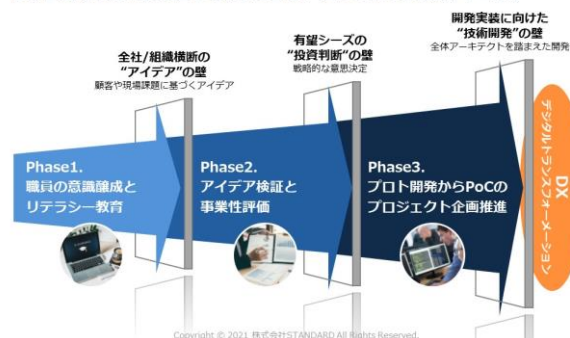 全社/組織横断の
“アイデア”の壁
顧客や現場課題に基づくアイデア
有望シーズの
“投資判断”の壁
戦略的な意思決定
開発実装に向けた
“技術開発”の壁
全体アーキテクトを踏まえた開発
Phase1.
職員の意識醸成と
リテラシー教育
Phase2.
アイデア検証と
事業性評価
Phase3.
プロト開発からPoCの
プロジェクト企画推進
DX
デジタルトランスフォーメーション
Copyright © 2021 株式会社STANDARD All Rights Reserved.